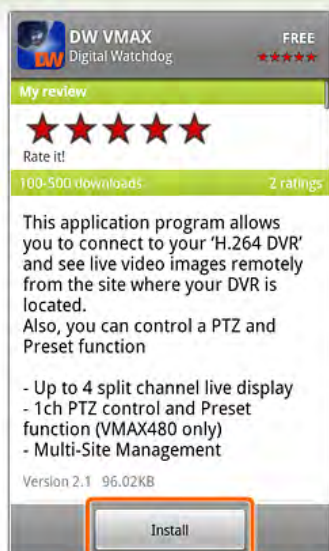 DW VMAX FREE
DW Digital Watchdog
My review
Rate it!
100-500 downloads 2 ratings
This application program allows
you to connect to your 'H.264 DVR'
and see live video images remotely
from the site where your DVR is
located.
Also, you can control a PTZ and
Preset function
- Up to 4 split channel live display
- 1ch PTZ control and Preset
function (VMAX480 only)
- Multi-Site Management
Version 2.1 96.02KB
Install